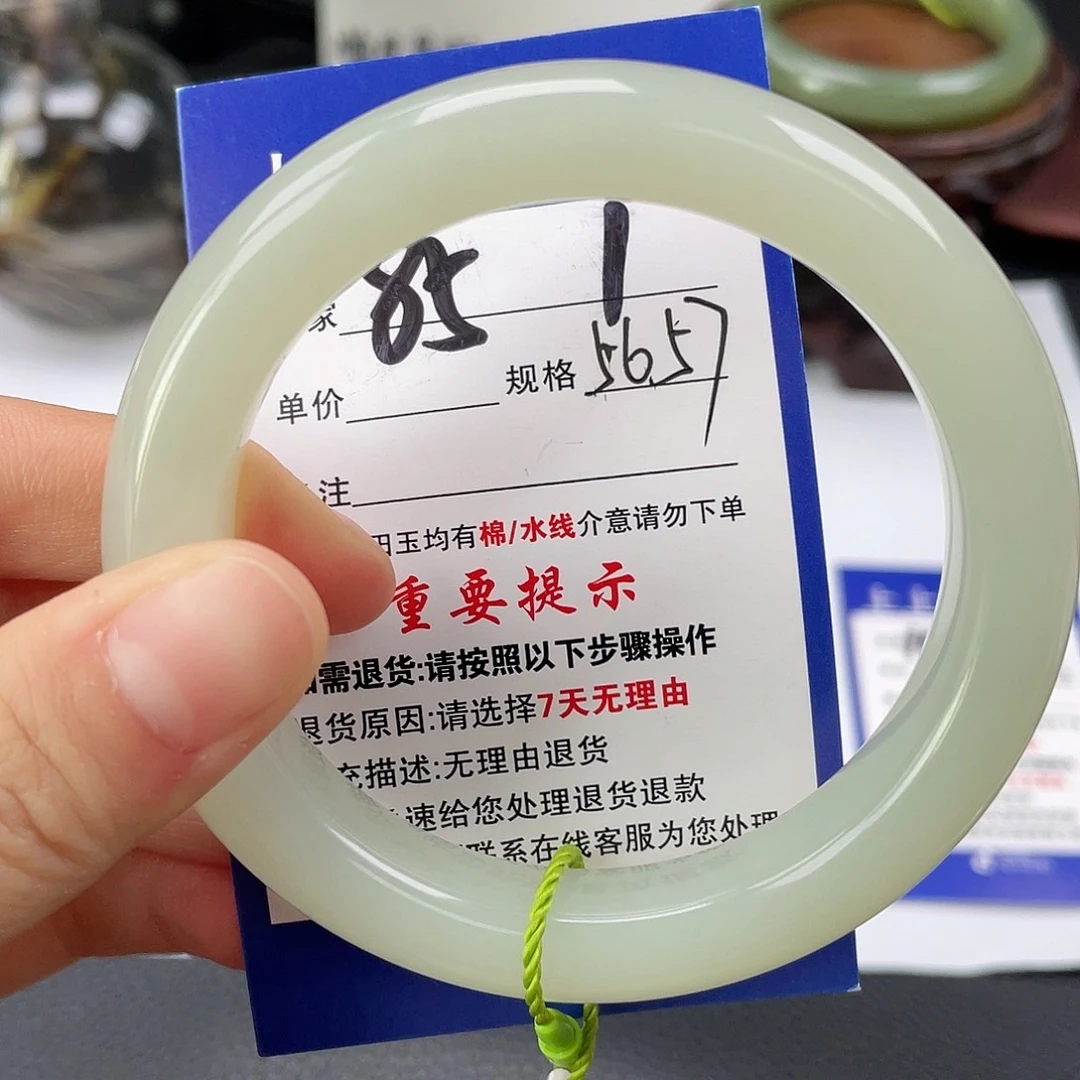 家 85 1
单价 规格 56.57
注
田玉均有棉/水线介意请勿下单
重要提示
需退货:请按照以下步骤操作
退货原因:请选择7天无理由
充描述:无理由退货
速给您处理退货退款
联系在线客服为您处理